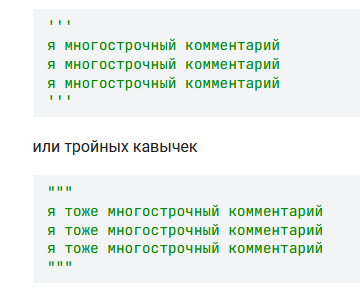 '''
я многострочный комментарий
я многострочный комментарий
я многострочный комментарий
'''
или тройных кавычек
"""
я тоже многострочный комментарий
я тоже многострочный комментарий
я тоже многострочный комментарий
"""